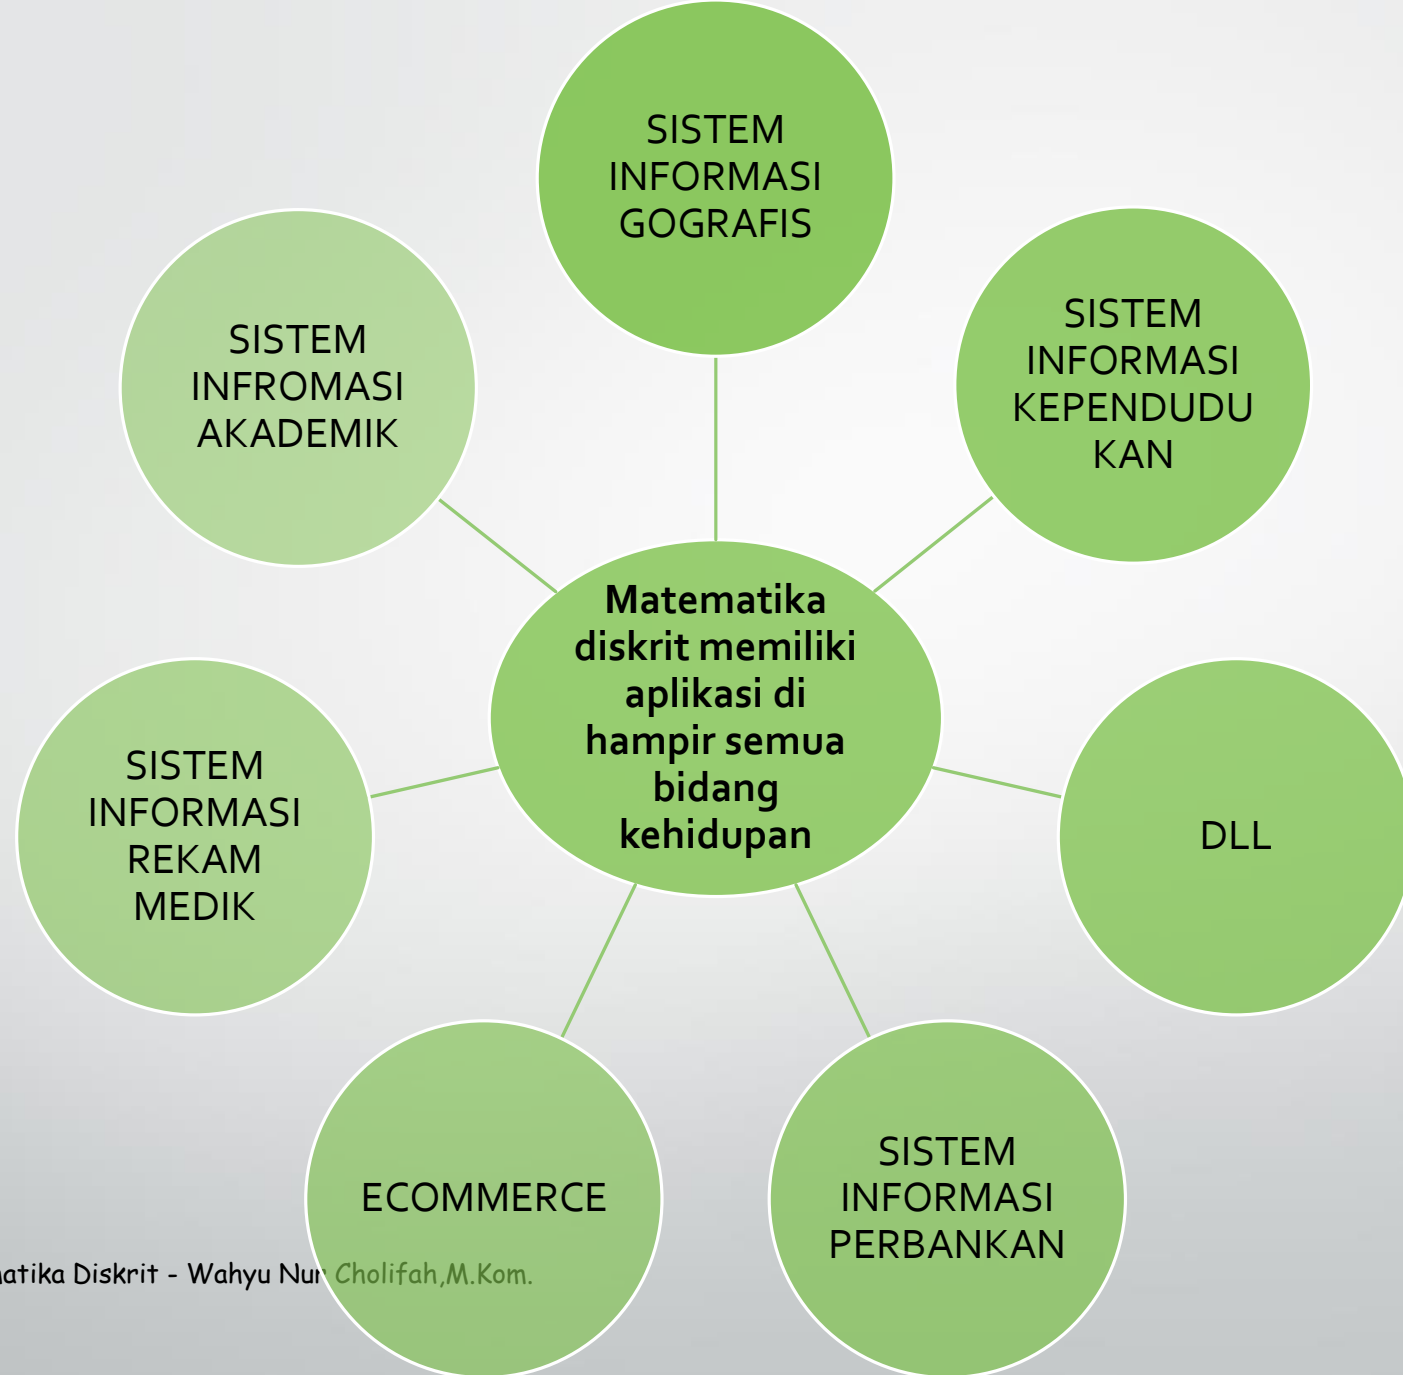 SISTEM
INFORMASI
GOGRAFIS
SISTEM
INFORMASI
KEPENDUDU
KAN
DLL
SISTEM
INFORMASI
PERBANKAN
ECOMMERCE
SISTEM
INFORMASI
REKAM
MEDIK
SISTEM
INFROMASI
AKADEMIK
Matematika
diskrit memiliki
aplikasi di
hampir semua
bidang
kehidupan
atika Diskrit - Wahyu Nur Cholifah,M.Kom.